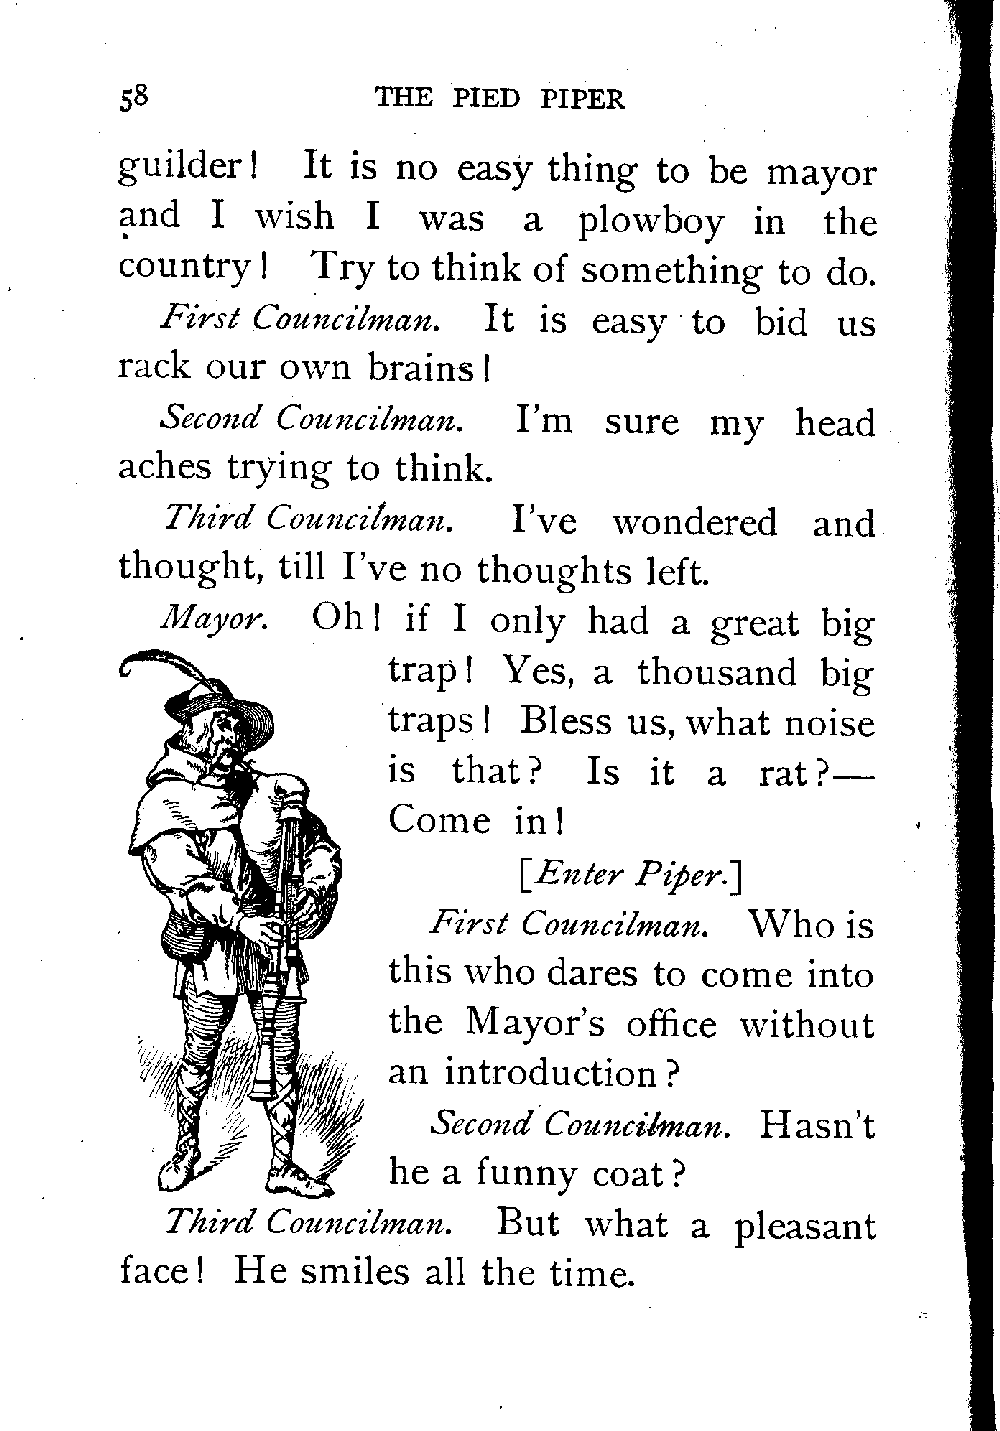 58 THE PIED PIPER
guilder! It is no easy thing to be mayor
and I wish I was a plowboy in the
country! Try to think of something to do.
First Councilman. It is easy to bid us
rack our own brains!
Second Councilman. I'm sure my head
aches trying to think.
Third Councilman. I've wondered and
thought, till I've no thoughts left.
Mayor. Oh! if I only had a great big
trap! Yes, a thousand big
traps! Bless us, what noise
is that? Is it a rat?—
Come in!
[Enter Piper.]
First Councilman. Who is
this who dares to come into
the Mayor's office without
an introduction?
Second Councilman. Hasn't
he a funny coat?
Third Councilman. But what a pleasant
face! He smiles all the time.